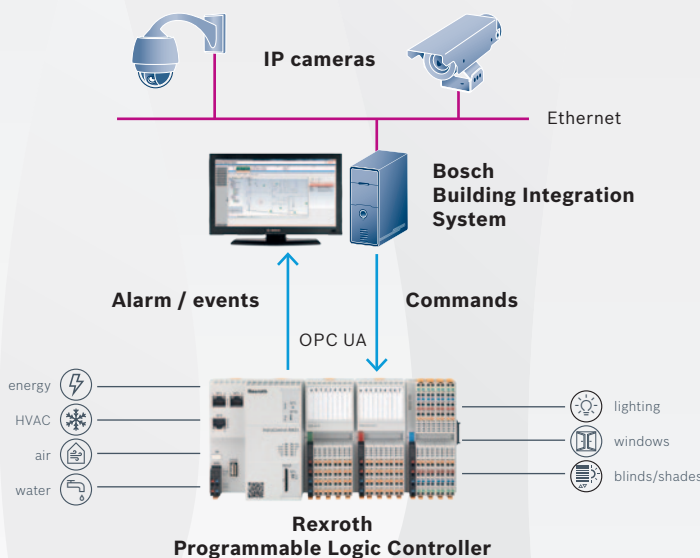 IP cameras
Ethernet
Bosch
Building Integration
System
Alarm / events
Commands
OPC UA
energy
HVAC
air
water
Rexroth
lighting
windows
blinds/shades
Rexroth
Programmable Logic Controller